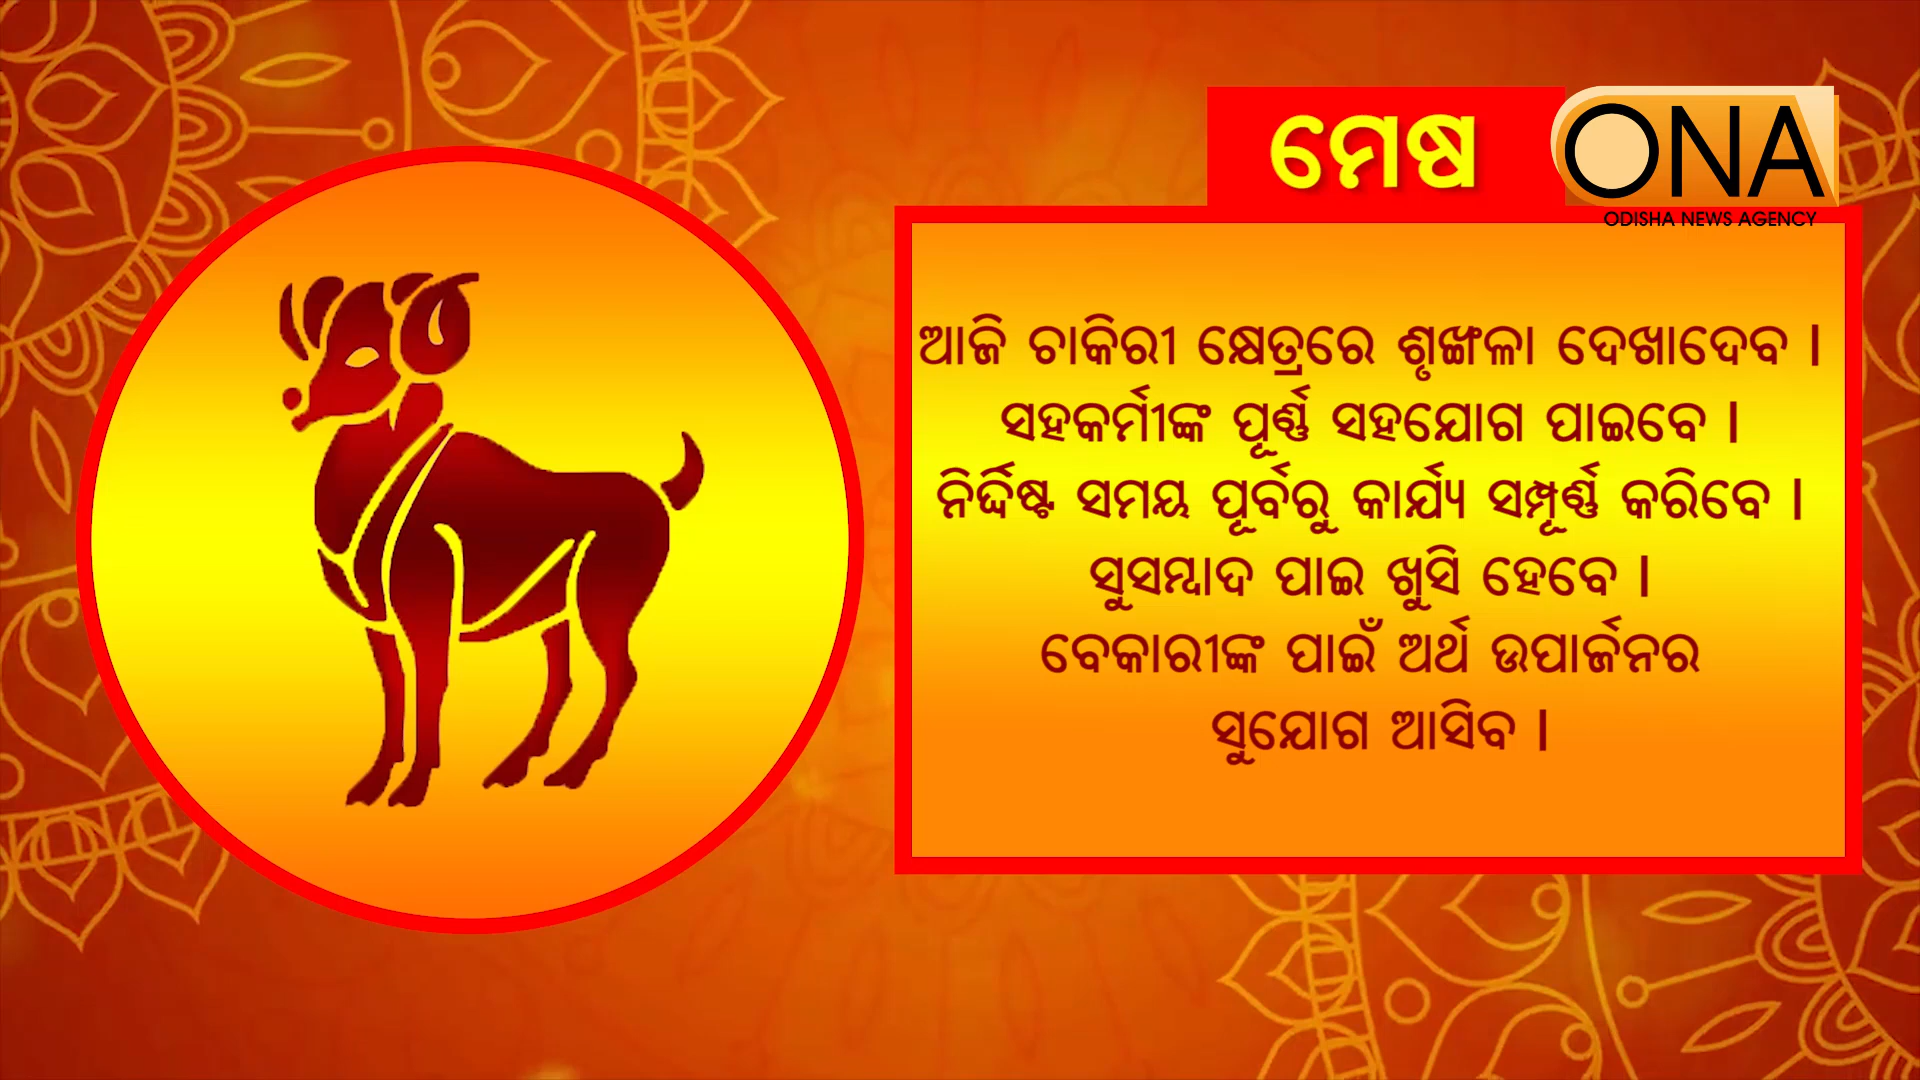 ମେଷ
ONA
ODISHA NEWS AGENCY
ଆଜି ଚାକିରୀ କ୍ଷେତ୍ରରେ ଶୃଙ୍ଖଳା ଦେଖାଦେବ ।
ସହକର୍ମୀଙ୍କ ପୂର୍ଣ୍ଣ ସହଯୋଗ ପାଇବେ ।
ନିର୍ଦ୍ଦିଷ୍ଟ ସମୟ ପୂର୍ବରୁ କାର୍ଯ୍ୟ ସମ୍ପୂର୍ଣ୍ଣ କରିବେ ।
ସୁସମ୍ବାଦ ପାଇ ଖୁସି ହେବେ ।
ବେକାରୀଙ୍କ ପାଇଁ ଅର୍ଥ ଉପାର୍ଜନର
ସୁଯୋଗ ଆସିବ ।